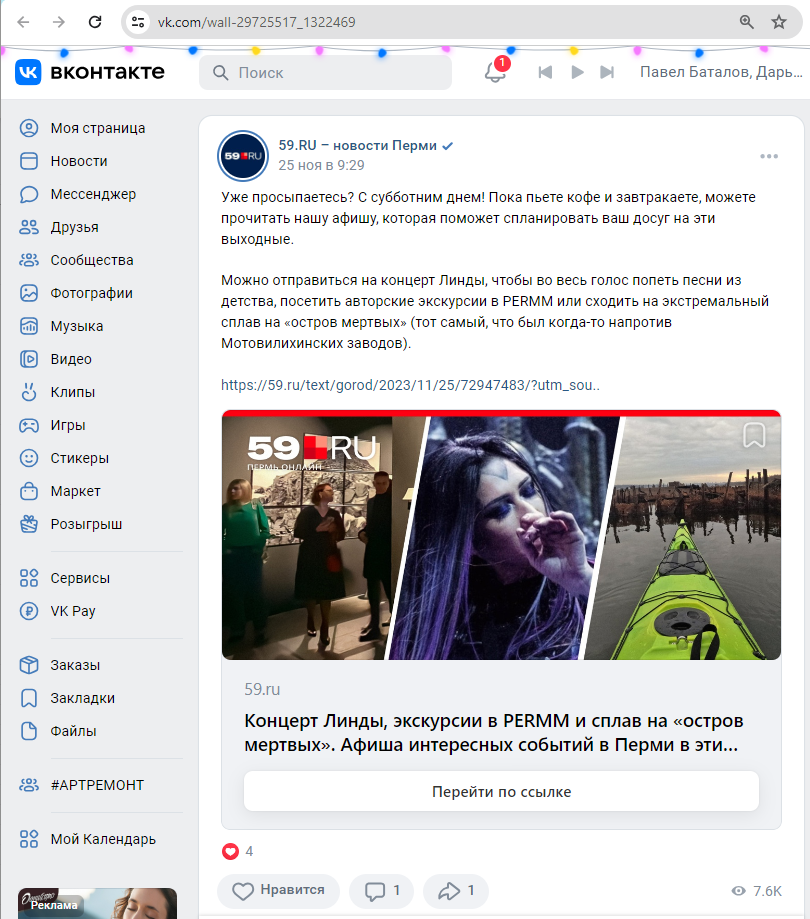 vk.com/wall-29725517_1322469
вконтакте
Поиск
1
Павел Баталов, Дарь...
Моя страница
Новости
Мессенджер
Друзья
Сообщества
Фотографии
Музыка
Видео
Клипы
Игры
Стикеры
Маркет
Розыгрыш
Сервисы
VK Pay
Заказы
Закладки
Файлы
#АРТРЕМОНТ
Мой Календарь
Реклама
59.RU – новости Перми
25 ноя в 9:29
Уже просыпаетесь? С субботним днем! Пока пьете кофе и завтракаете, можете
прочитать нашу афишу, которая поможет спланировать ваш досуг на эти
выходные.
Можно отправиться на концерт Линды, чтобы во весь голос попеть песни из
детства, посетить авторские экскурсии в PERMM или сходить на экстремальный
сплав на «остров мертвых» (тот самый, что был когда-то напротив
Мотовилихинских заводов).
https://59.ru/text/gorod/2023/11/25/72947483/?utm_sou..
59 RU
ПЕРМЬ ОНЛАЙН
59.ru
Концерт Линды, экскурсии в PERMM и сплав на «остров
мертвых». Афиша интересных событий в Перми в эти...
Перейти по ссылке
4
Нравится
1
1
7.6K